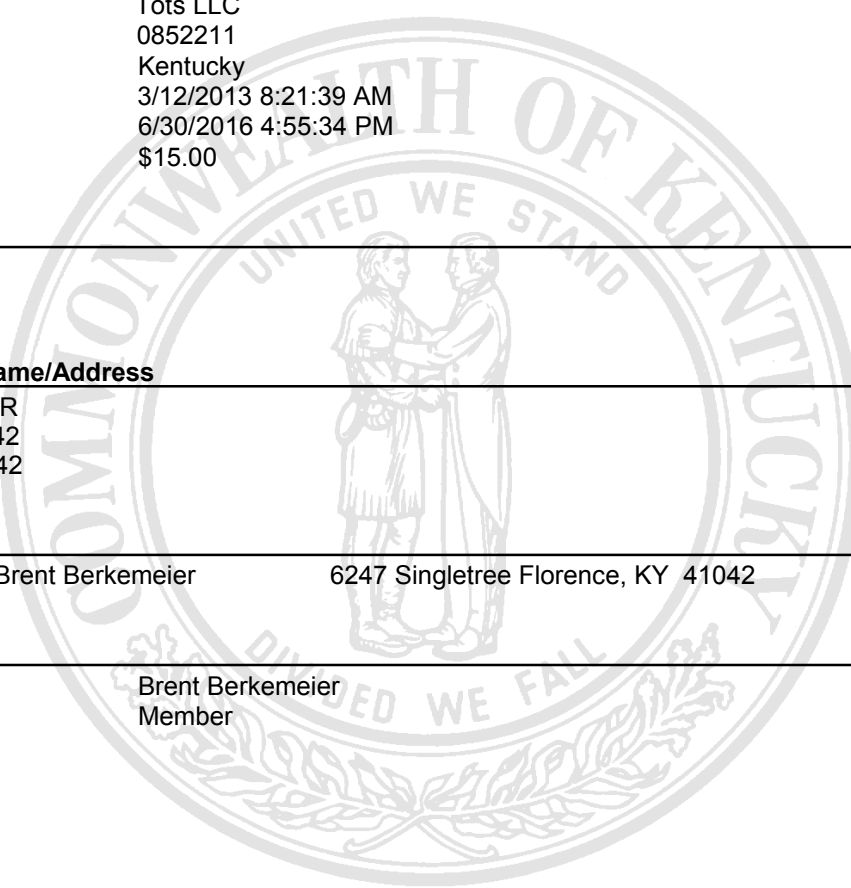 Tots LLC
0852211
Kentucky
3/12/2013 8:21:39 AM
6/30/2016 4:55:34 PM
$15.00
COMMONWEALTH OF KENTUCKY
UNITED WE STAND
ame/Address
R
42
42
Brent Berkemeier 6247 Singletree Florence, KY 41042
DIVIDED WE FALL
Brent Berkemeier
Member